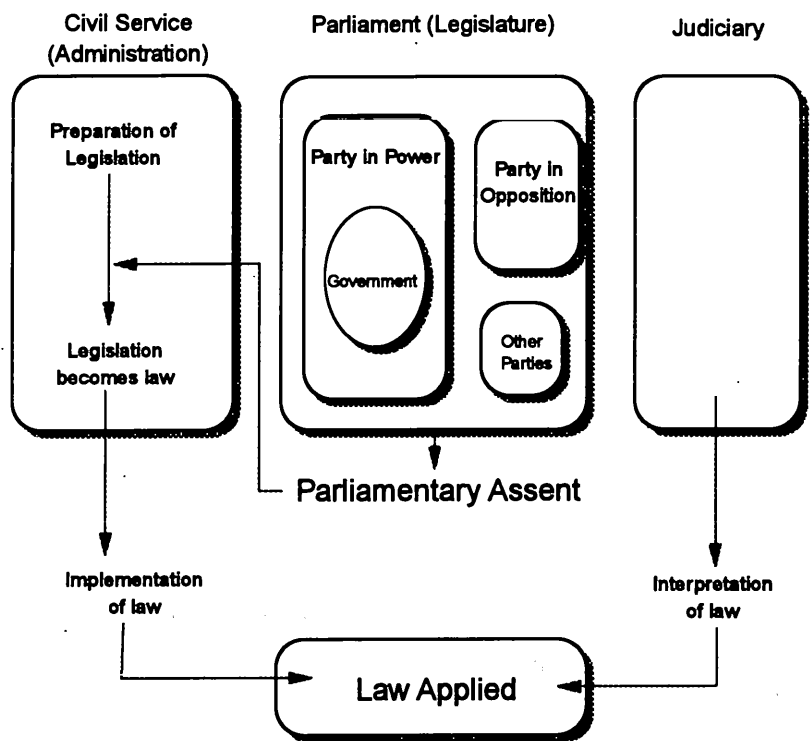 Civil Service
(Administration)
Parliament (Legislature)
Judiciary
Preparation of
Legislation
Legislation
becomes law
Party in Power
Government
Party in
Opposition
Other
Parties
Parliamentary Assent
Implementation
of law
Interpretation
of law
Law Applied